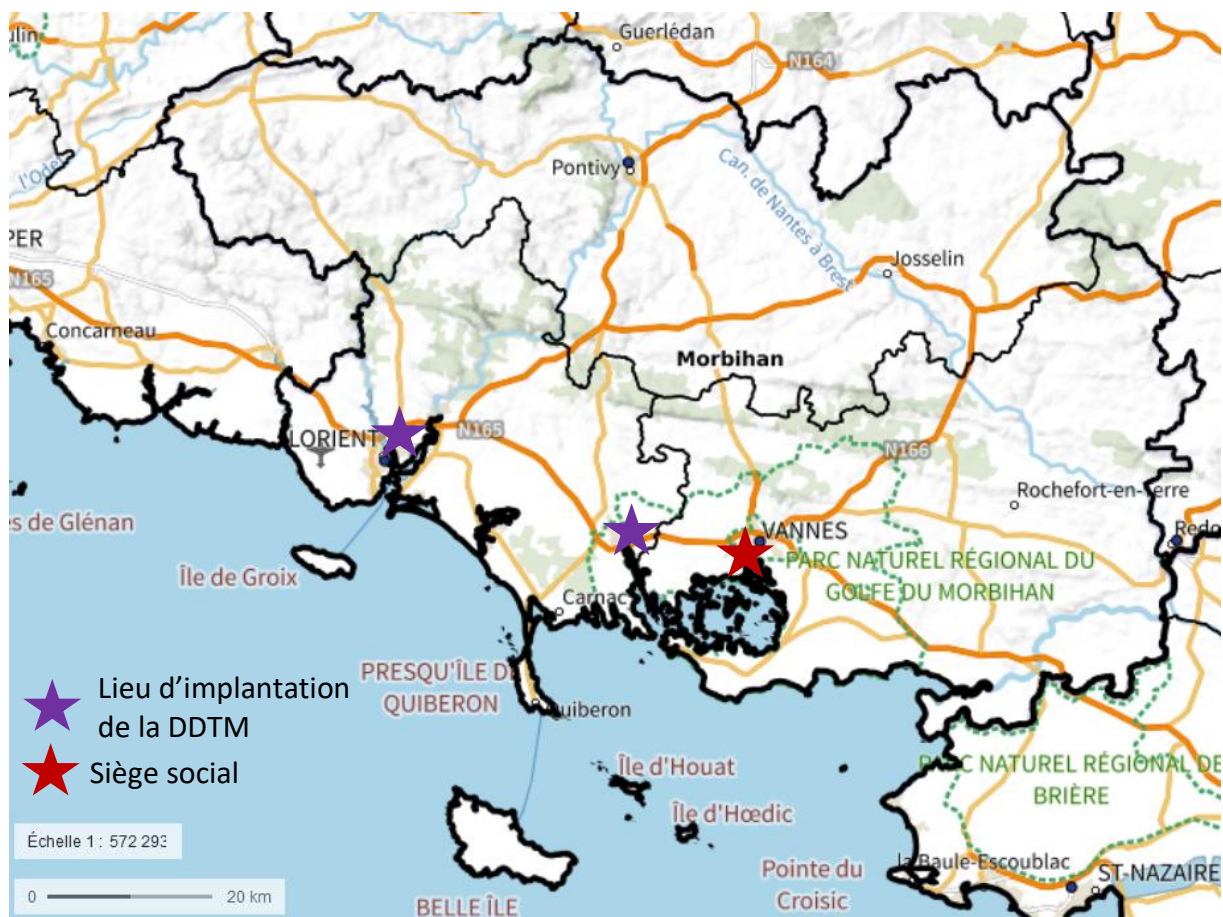 ulin
Guerlédan
N164
l'Odet
Pontivy
Can. de Nantes à Brest
PER
Josselin
N165
Concarneau
Morbihan
LORIENT
N165
N166
Rochefort-en-Terre
VANNES
Redo
es de Glénan
PARC NATUREL RÉGIONAL DU
GOLFE DU MORBIHAN
Île de Groix
Carnac
Lieu d'implantation
de la DDTM
PRESQU'ÎLE DE
QUIBERON
Quiberon
Siège social
Île d'Houat
PARC NATUREL RÉGIONAL DE
BRIÈRE
Île d'Hœdic
Échelle 1 : 572 293
la Baule-Escoublac
ST-NAZAIRE
Pointe du
Croisic
0 20 km
BELLE ÎLE